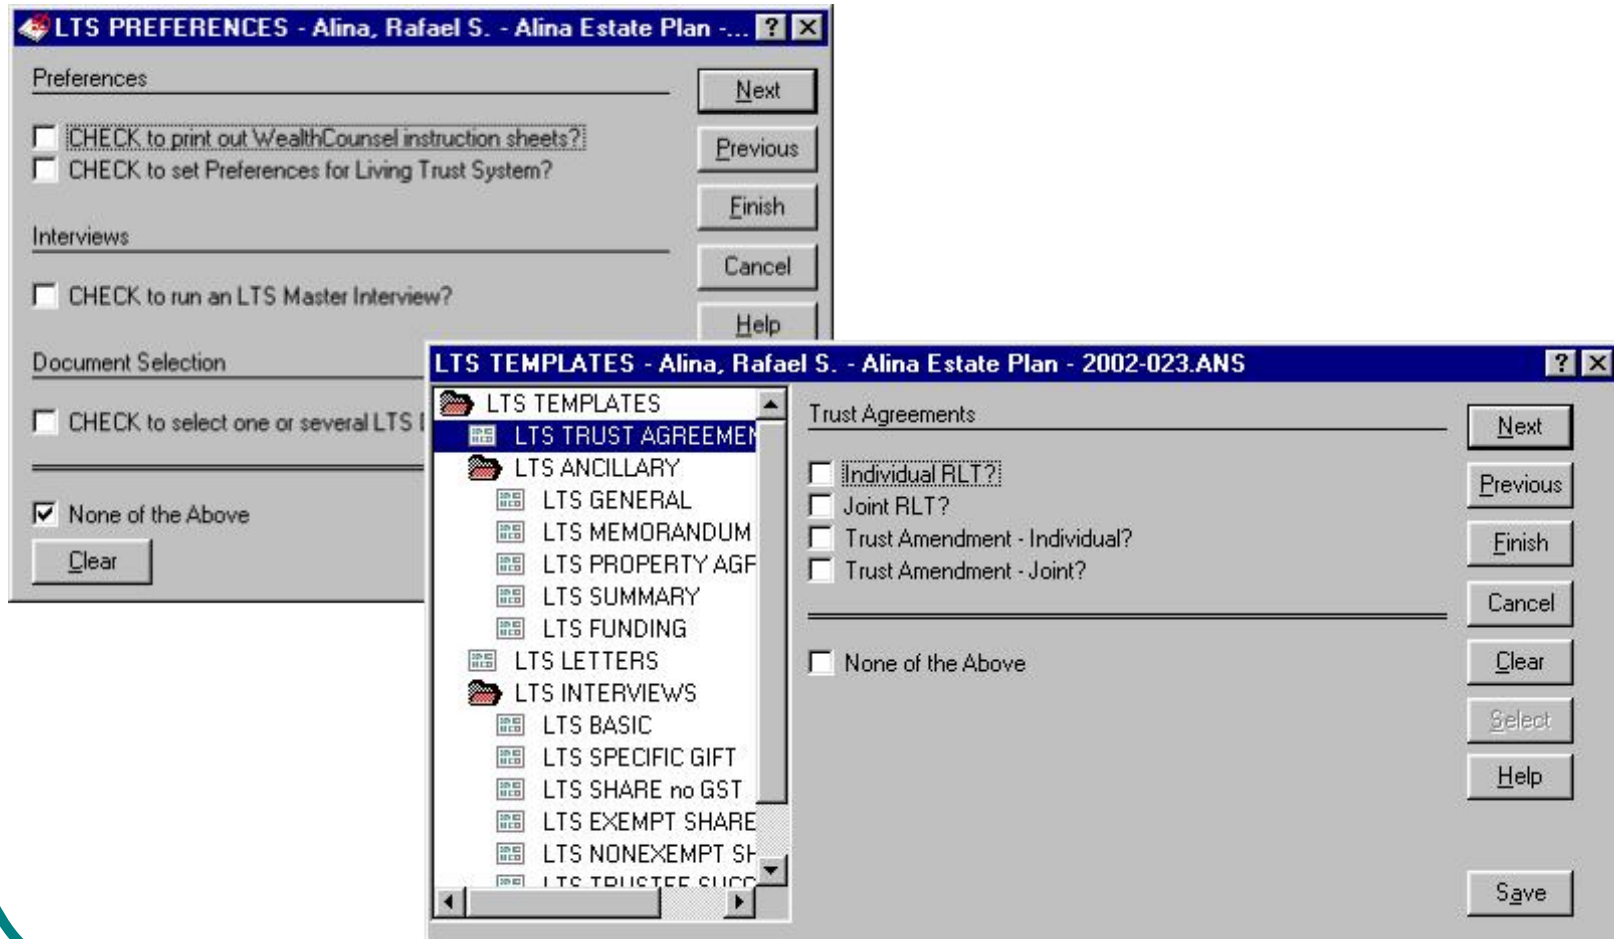 LTS PREFERENCES - Alina, Rafael S. - Alina Estate Plan -...
Preferences
CHECK to print out WealthCounsel instruction sheets?
CHECK to set Preferences for Living Trust System?
Interviews
CHECK to run an LTS Master Interview?
Document Selection
CHECK to select one or several LTS
None of the Above
Clear
Next
Previous
Finish
Cancel
Help
LTS TEMPLATES - Alina, Rafael S. - Alina Estate Plan - 2002-023.ANS
LTS TEMPLATES
LTS TRUST AGREEMEN
LTS ANCILLARY
LTS GENERAL
LTS MEMORANDUM
LTS PROPERTY AGR
LTS SUMMARY
LTS FUNDING
LTS LETTERS
LTS INTERVIEWS
LTS BASIC
LTS SPECIFIC GIFT
LTS SHARE no GST
LTS EXEMPT SHARE
LTS NONEXEMPT SH
LTS TRUSTEE SUCC
Trust Agreements
Individual RLT?
Joint RLT?
Trust Amendment - Individual?
Trust Amendment - Joint?
None of the Above
Next
Previous
Finish
Cancel
Clear
Select
Help
Save